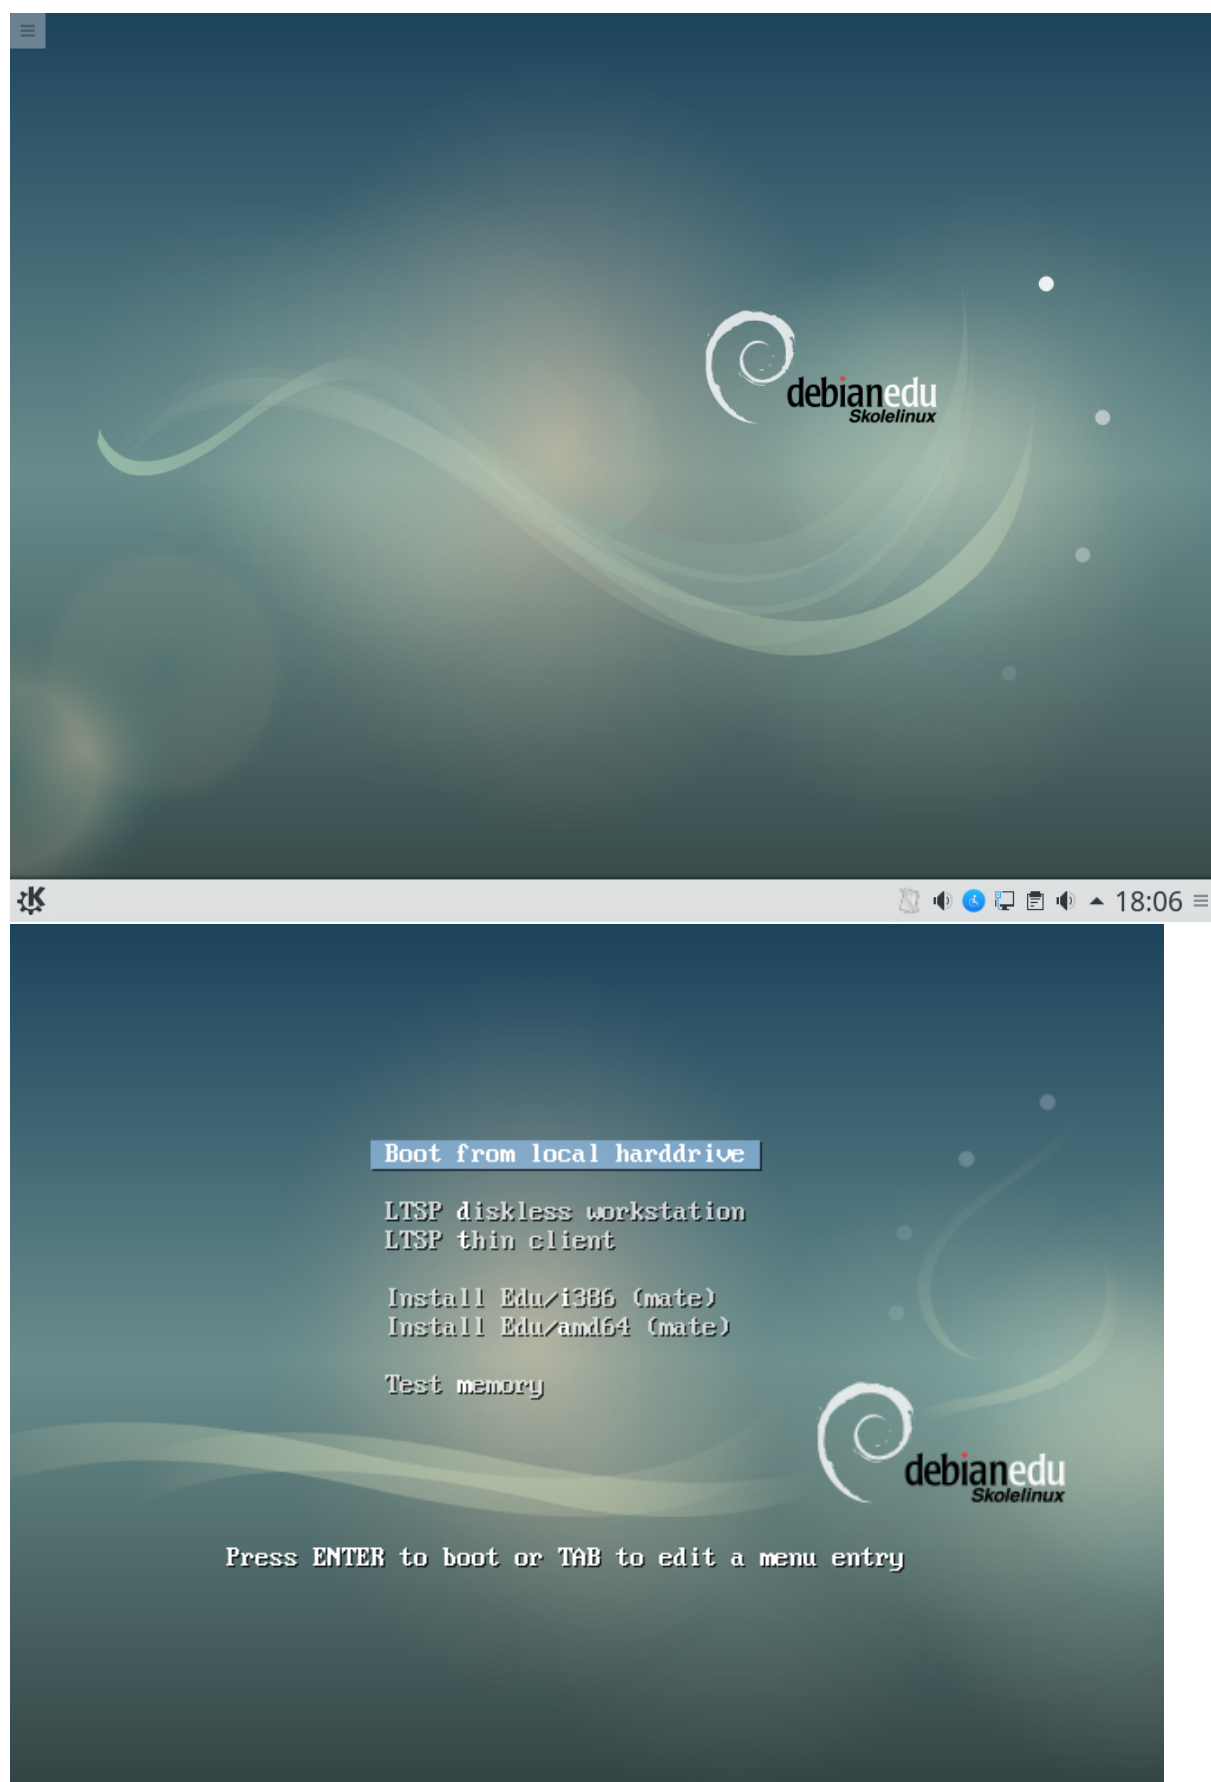 debianedu
Skolelinux
18:06
Boot from local harddrive
LTSP diskless workstation
LTSP thin client
Install Edu/i386 (mate)
Install Edu/amd64 (mate)
Test memory
debianedu
Skolelinux
Press ENTER to boot or TAB to edit a menu entry